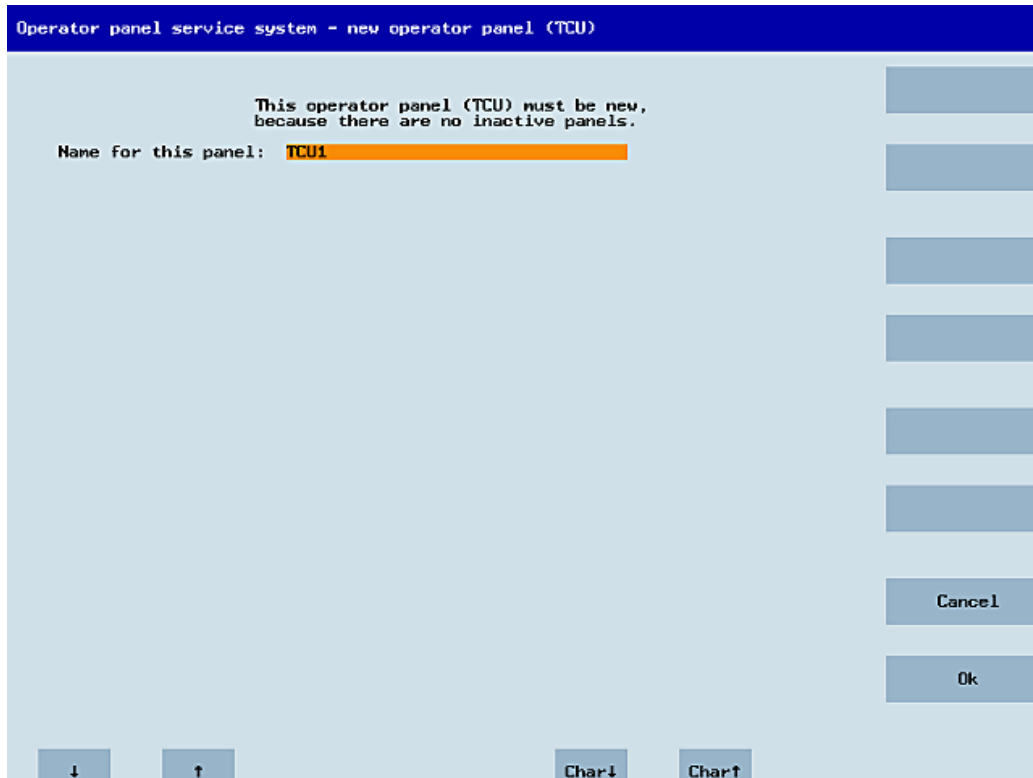 Operator panel service system - new operator panel (TCU)
This operator panel (TCU) must be new,
because there are no inactive panels.
Name for this panel: TCU1
Cancel
Ok
↓ ↑ Char↓ Char↑